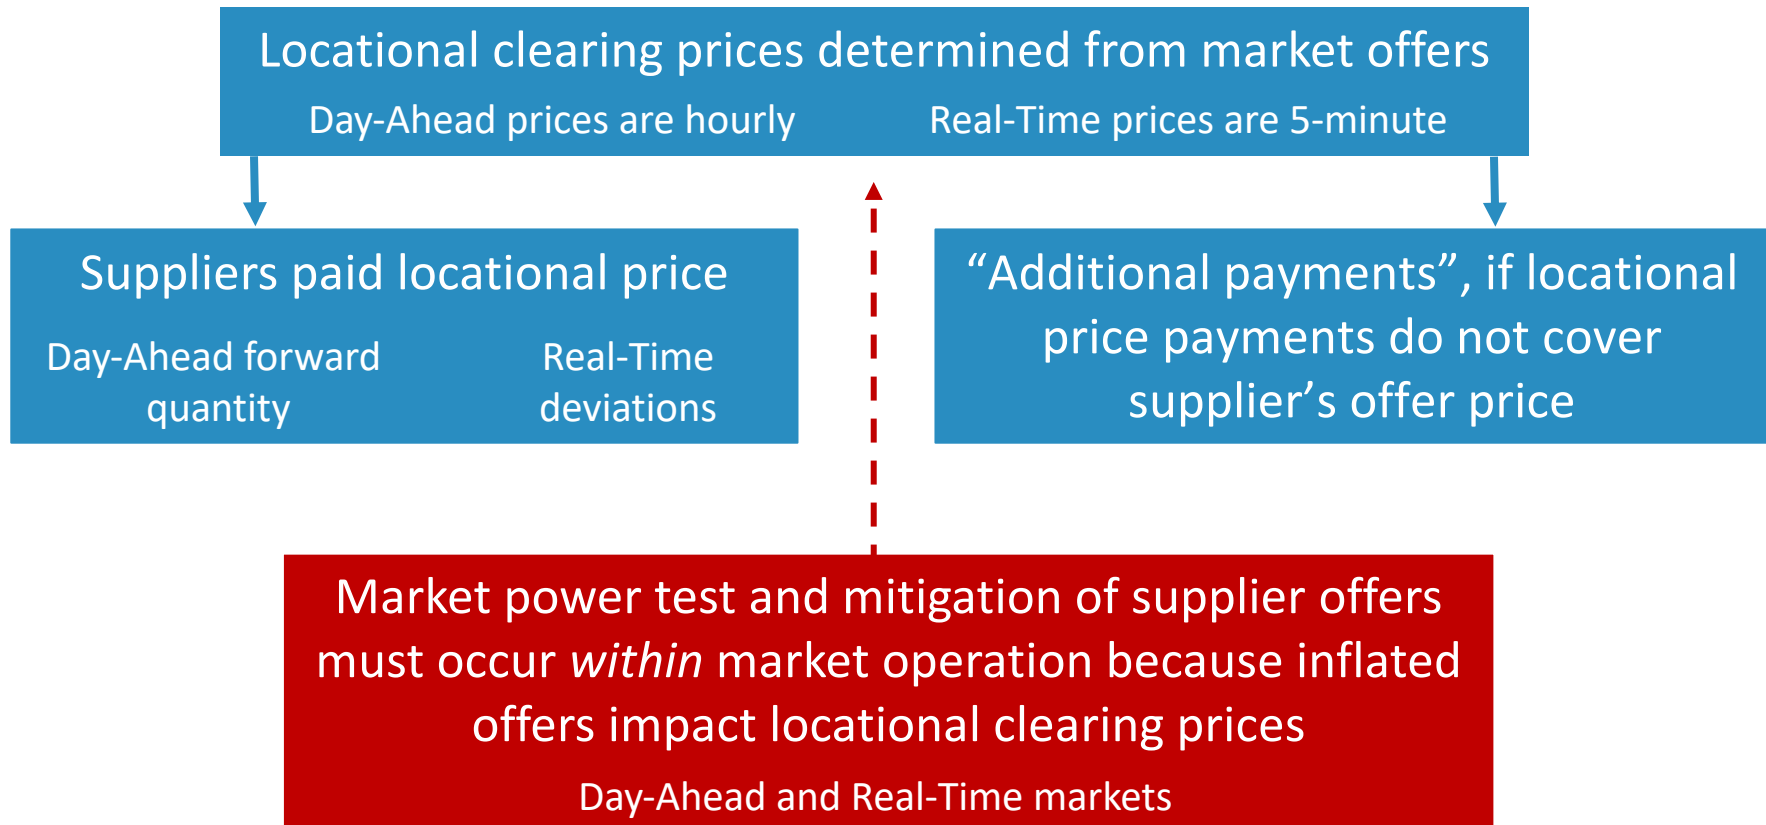 Locational clearing prices determined from market offers
Day-Ahead prices are hourly
Real-Time prices are 5-minute
Suppliers paid locational price
Day-Ahead forward
quantity
Real-Time
deviations
“Additional payments”, if locational
price payments do not cover
supplier’s offer price
Market power test and mitigation of supplier offers
must occur within market operation because inflated
offers impact locational clearing prices
Day-Ahead and Real-Time markets